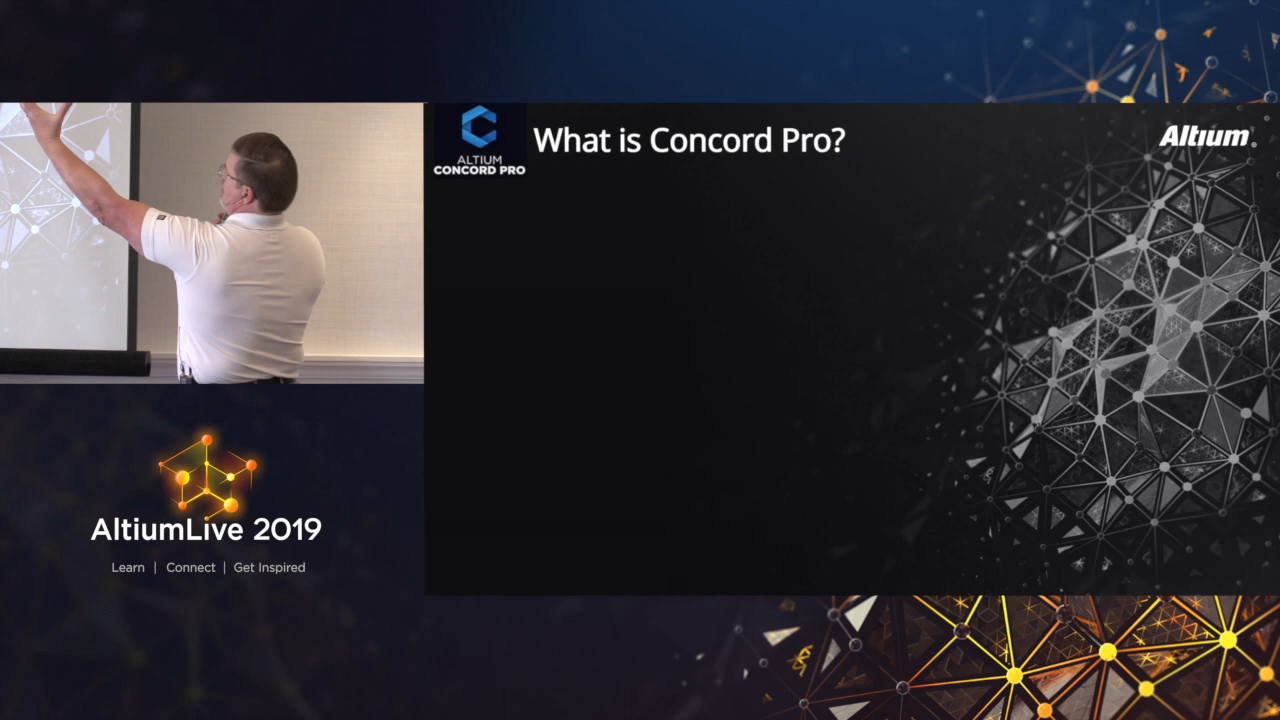 ALTIUM
CONCORD PRO
What is Concord Pro?
Altium®
AltiumLive 2019
Learn | Connect | Get Inspired